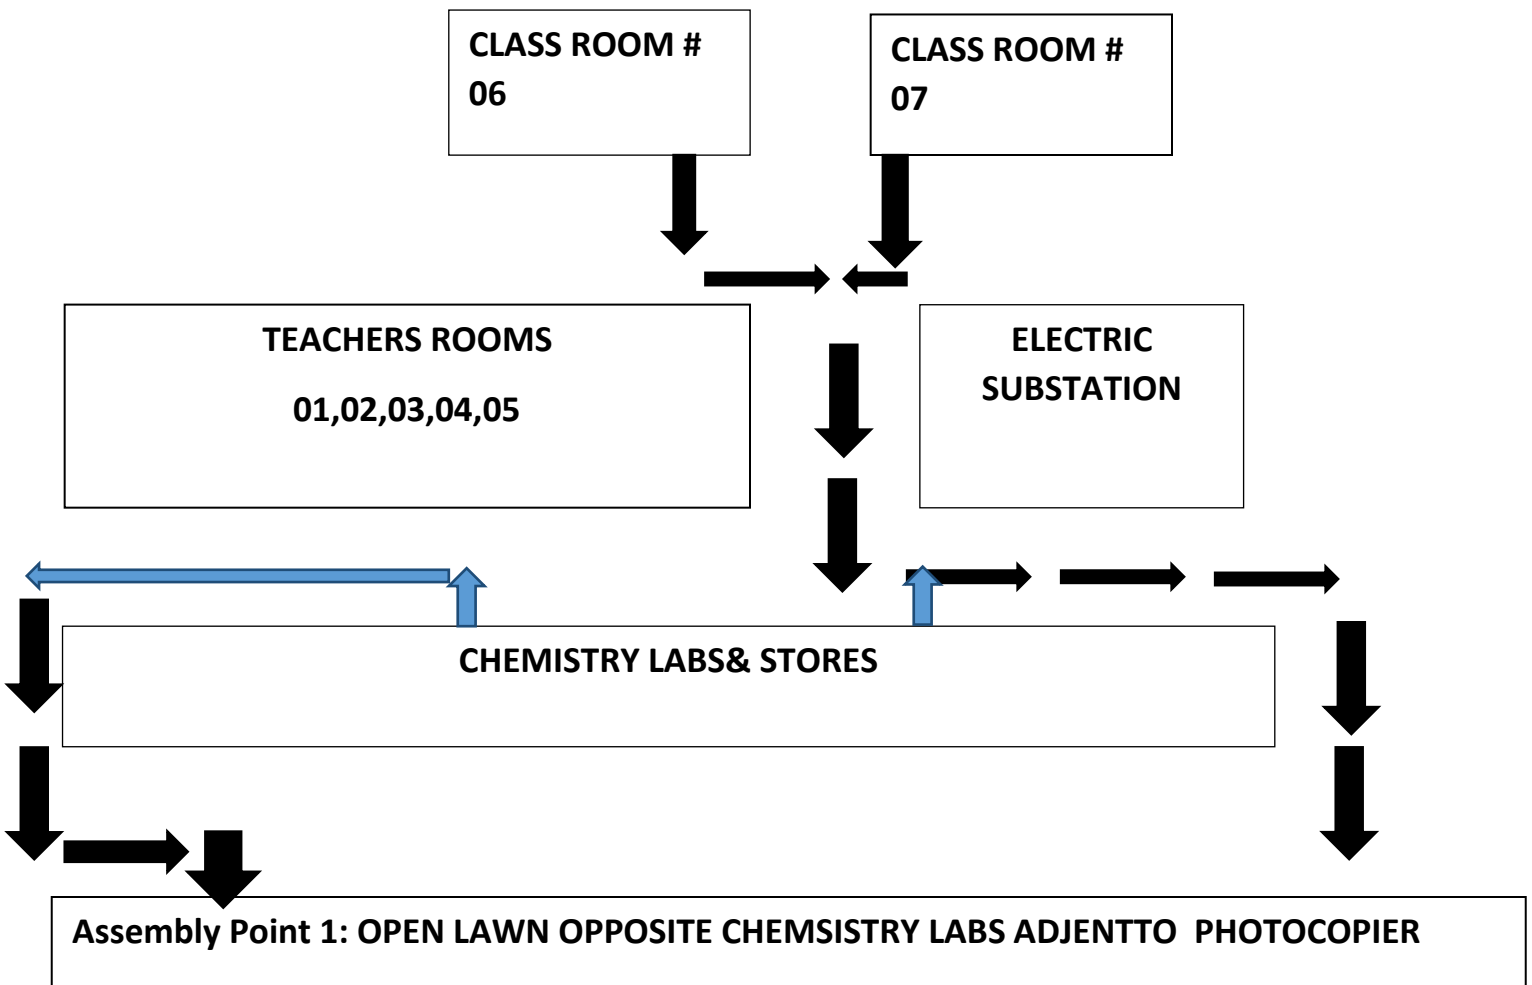 CLASS ROOM #
06
CLASS ROOM #
07
TEACHERS ROOMS
01,02,03,04,05
ELECTRIC
SUBSTATION
CHEMISTRY LABS& STORES
Assembly Point 1: OPEN LAWN OPPOSITE CHEMSISTRY LABS ADJENTTO  PHOTOCOPIER